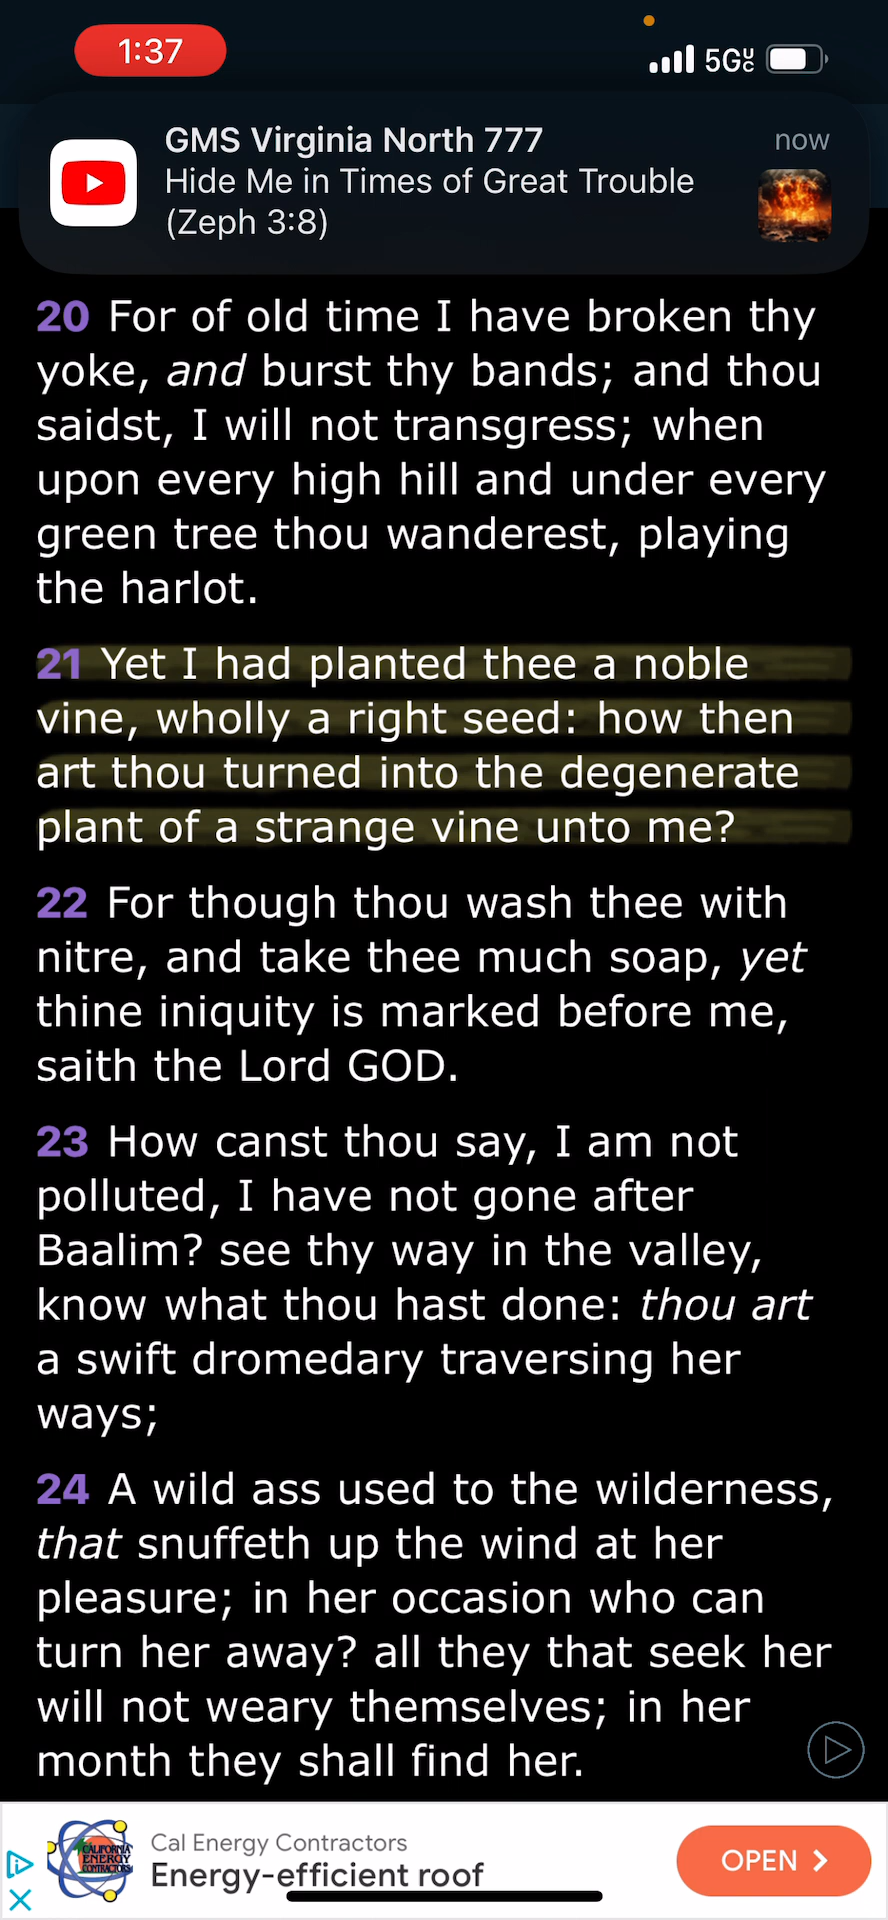 1:37
5G UC
GMS Virginia North 777
now
Hide Me in Times of Great Trouble
(Zeph 3:8)
20 For of old time I have broken thy
yoke, and burst thy bands; and thou
saidst, I will not transgress; when
upon every high hill and under every
green tree thou wanderest, playing
the harlot.
21 Yet I had planted thee a noble
vine, wholly a right seed: how then
art thou turned into the degenerate
plant of a strange vine unto me?
22 For though thou wash thee with
nitre, and take thee much soap, yet
thine iniquity is marked before me,
saith the Lord GOD.
23 How canst thou say, I am not
polluted, I have not gone after
Baalim? see thy way in the valley,
know what thou hast done: thou art
a swift dromedary traversing her
ways;
24 A wild ass used to the wilderness,
that snuffeth up the wind at her
pleasure; in her occasion who can
turn her away? all they that seek her
will not weary themselves; in her
month they shall find her.
CALIFORNIA
ENERGY
CONTRACTORS
Cal Energy Contractors
Energy-efficient roof
OPEN